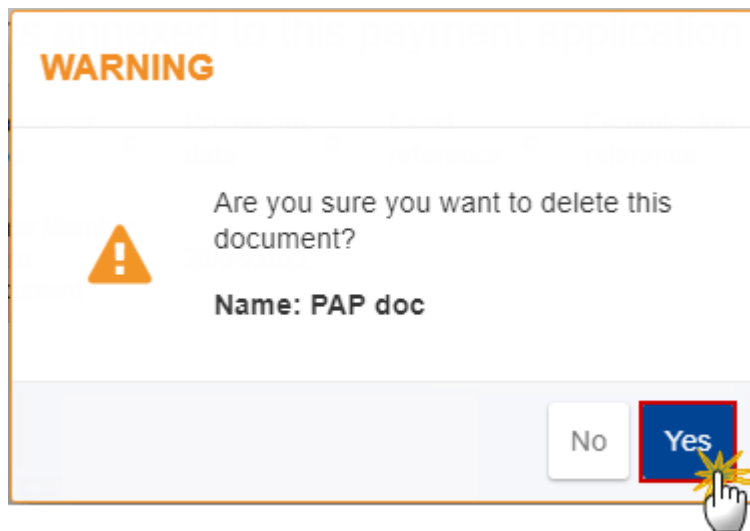 WARNING
Are you sure you want to delete this
document?
Name: PAP doc
No
Yes